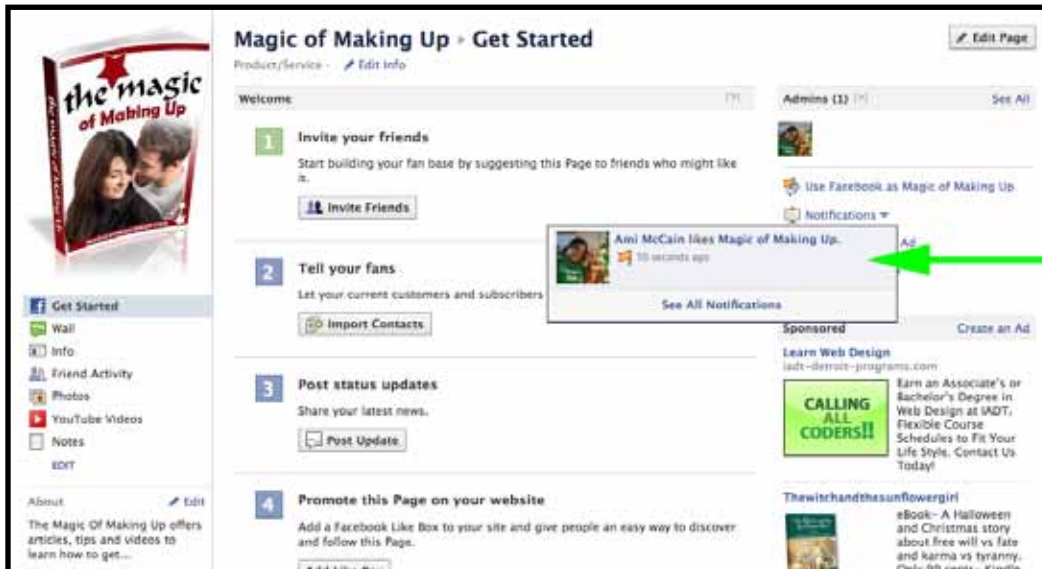 the magic
of Making Up
Magic of Making Up ▸ Get Started
Edit Page
Product/Service - Edit Info
Welcome
Admins (1)
See All
1
Invite your friends
Start building your fan base by suggesting this Page to friends who might like
it.
Invite Friends
Use Facebook as Magic of Making Up
Notifications
Ami McCain likes Magic of Making Up.
10 seconds ago
See All Notifications
Ad
2
Tell your fans
Let your current customers and subscribers
Import Contacts
Get Started
Wall
Info
Friend Activity
Photos
YouTube Videos
Notes
EDIT
Sponsored
Create an Ad
Learn Web Design
iadt-detroit-programs.com
CALLING
ALL
CODERS!!
Earn an Associate's or
Bachelor's Degree in
Web Design at IADT,
Flexible Course
Schedules to Fit Your
Life Style. Contact Us
Today!
3
Post status updates
Share your latest news.
Post Update
4
Promote this Page on your website
Add a Facebook Like Box to your site and give people an easy way to discover
and follow this Page.
Add Like Box
About
Edit
The Magic Of Making Up offers
articles, tips and videos to
learn how to get...
Thewitchandthesunflowergirl
eBook- A Halloween
and Christmas story
about free will vs fate
and karma vs tyranny.
Only 99 cents- Kindle